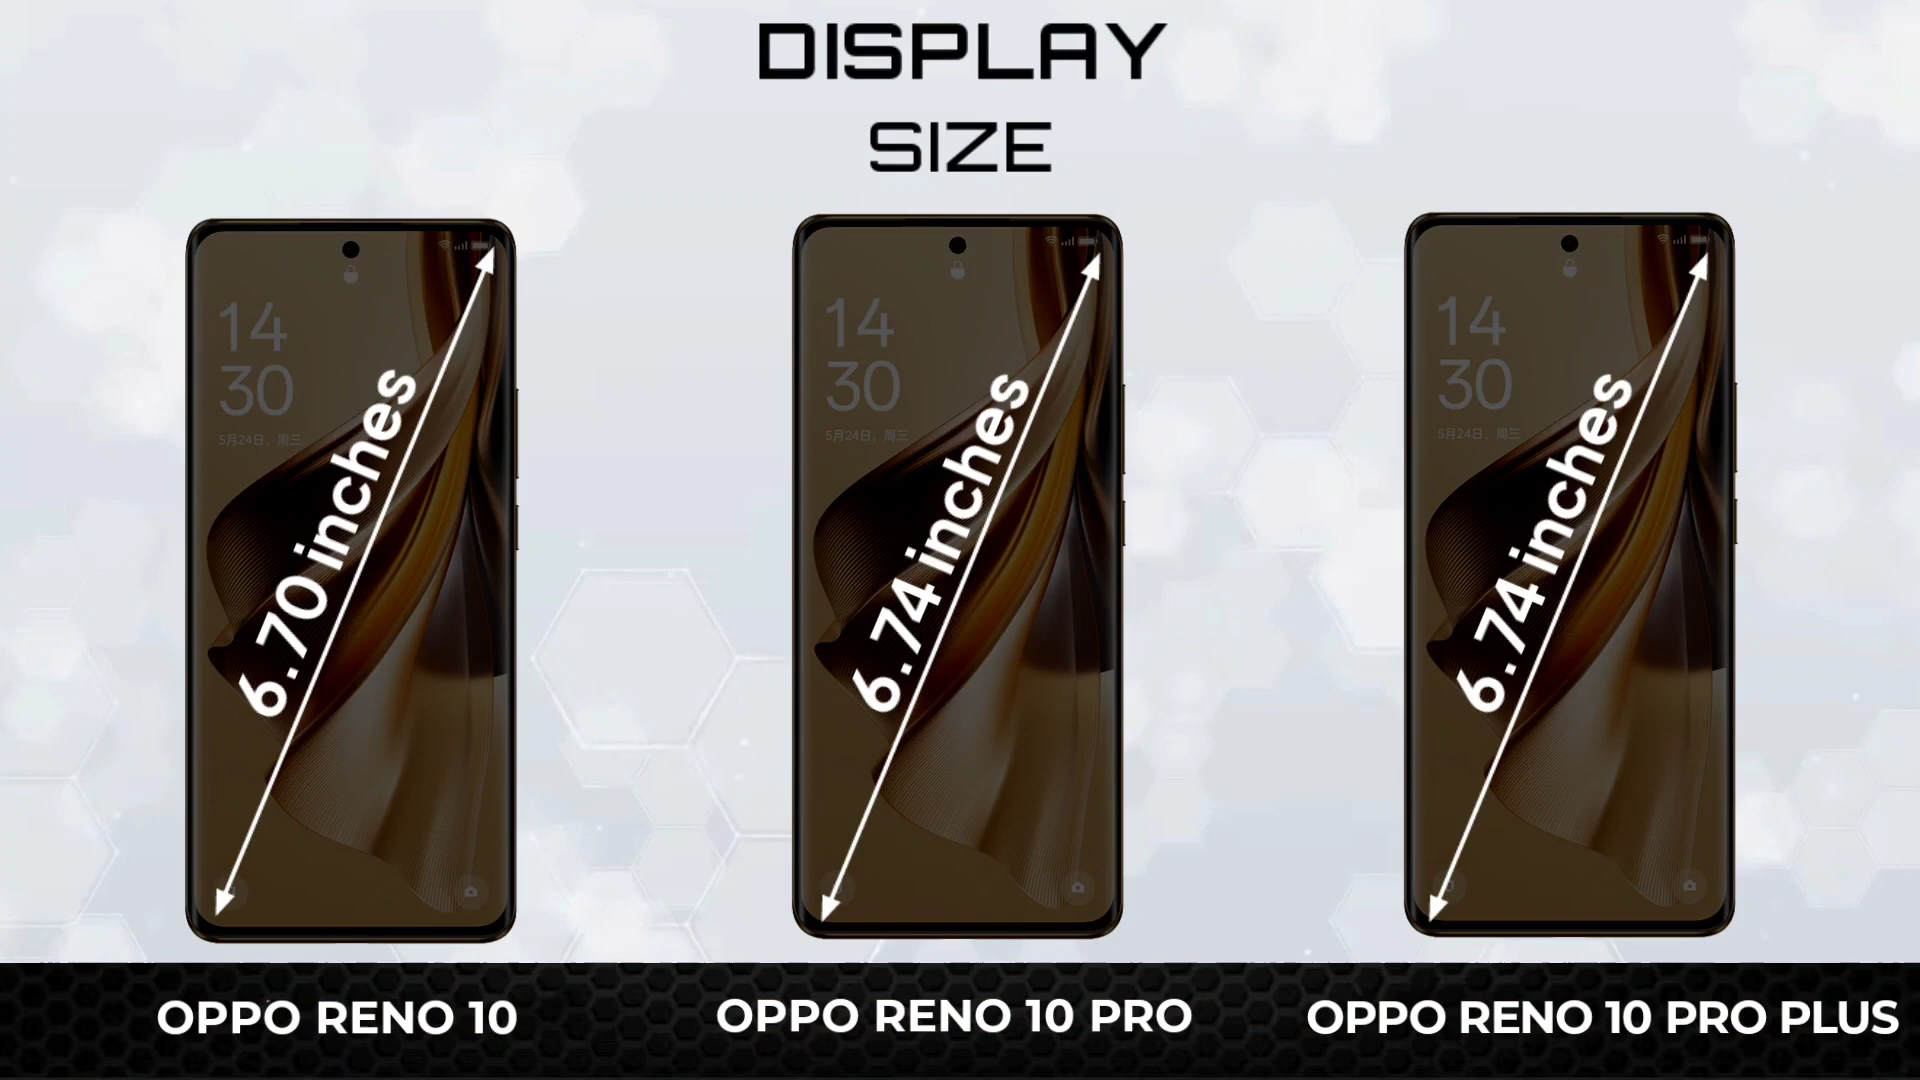 DISPLAY
SIZE
14
30
5月24日，周三
6.70 inches
14
30
5月24日，周三
6.74 inches
14
30
5月24日，周三
6.74 inches
OPPO RENO 10
OPPO RENO 10 PRO
OPPO RENO 10 PRO PLUS